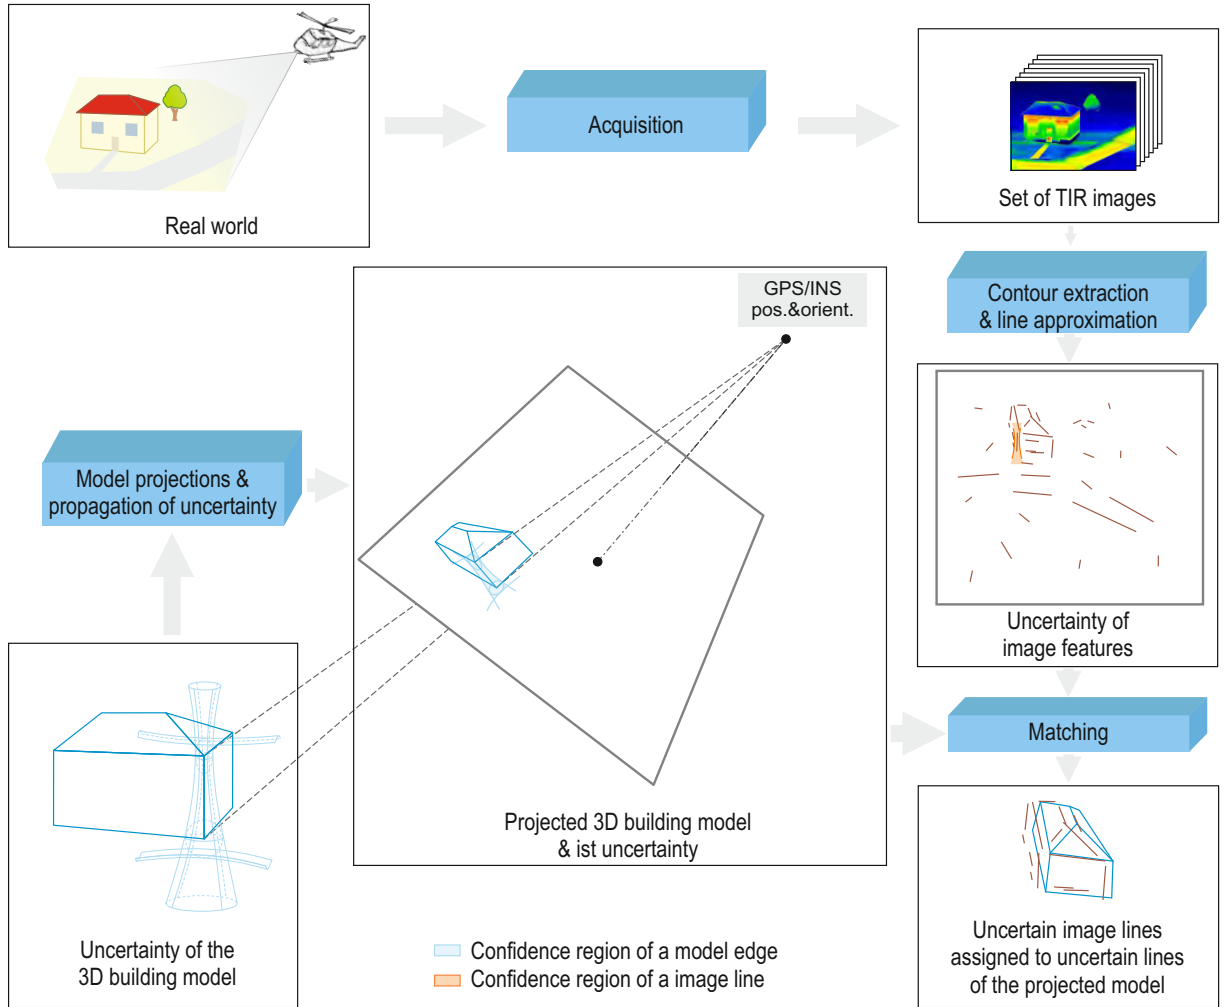 Real world
Acquisition
Set of TIR images
Contour extraction
& line approximation
GPS/INS
pos.&orient.
Model projections &
propagation of uncertainty
Uncertainty of
image features
Matching
Projected 3D building model
& ist uncertainty
Uncertainty of the
3D building model
Confidence region of a model edge
Confidence region of a image line
Uncertain image lines
assigned to uncertain lines
of the projected model